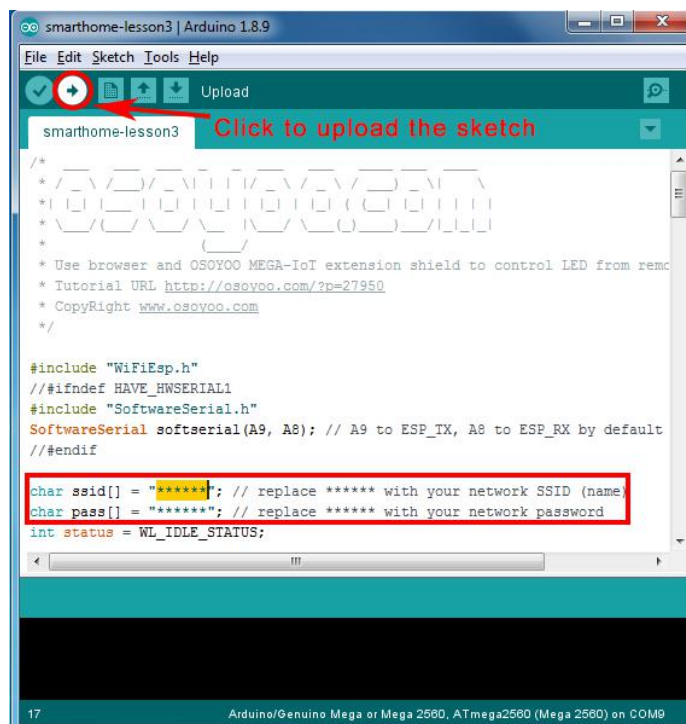 smarthome-lesson3 | Arduino 1.8.9
File Edit Sketch Tools Help
Upload
smarthome-lesson3
Click to upload the sketch
/*
* Use browser and OSOYOO MEGA-IoT extension shield to control LED from remo
* Tutorial URL http://osoyoo.com/?p=27950
* CopyRight www.osoyoo.com
*/
#include "WiFiEsp.h"
//#ifndef HAVE_HWSERIAL1
#include "SoftwareSerial.h"
SoftwareSerial softserial(A9, A8); // A9 to ESP_TX, A8 to ESP_RX by default
//#endif
char ssid[] = "******"; // replace ****** with your network SSID (name)
char pass[] = "******"; // replace ****** with your network password
int status = WL_IDLE_STATUS;
17
Arduino/Genuino Mega or Mega 2560, ATmega2560 (Mega 2560) on COM9